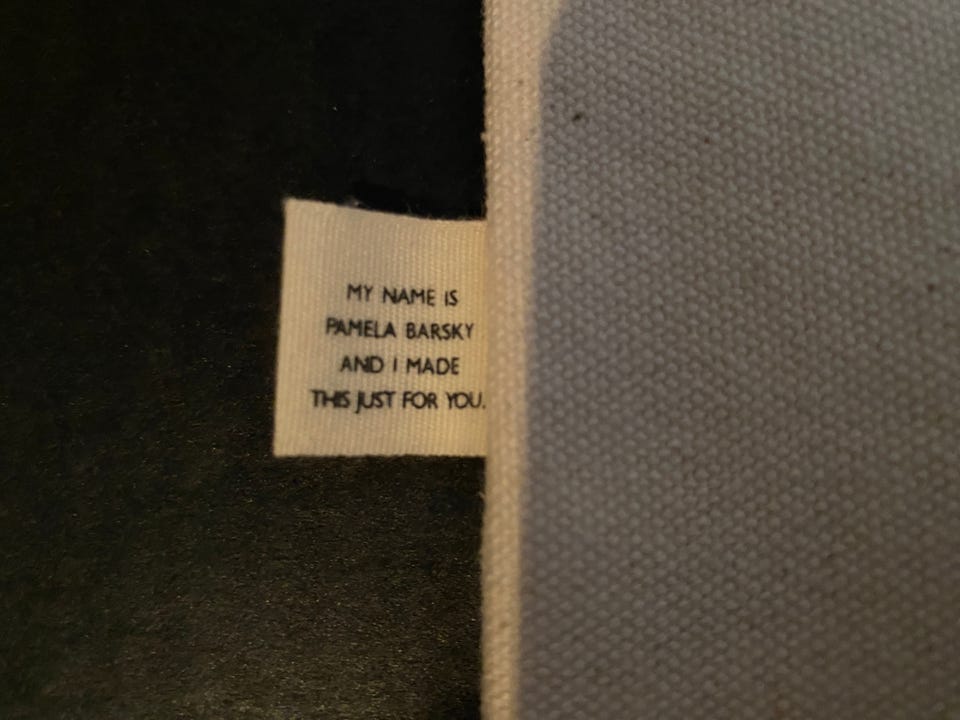 MY NAME IS
PAMELA BARSKY
AND I MADE
THIS JUST FOR YOU.